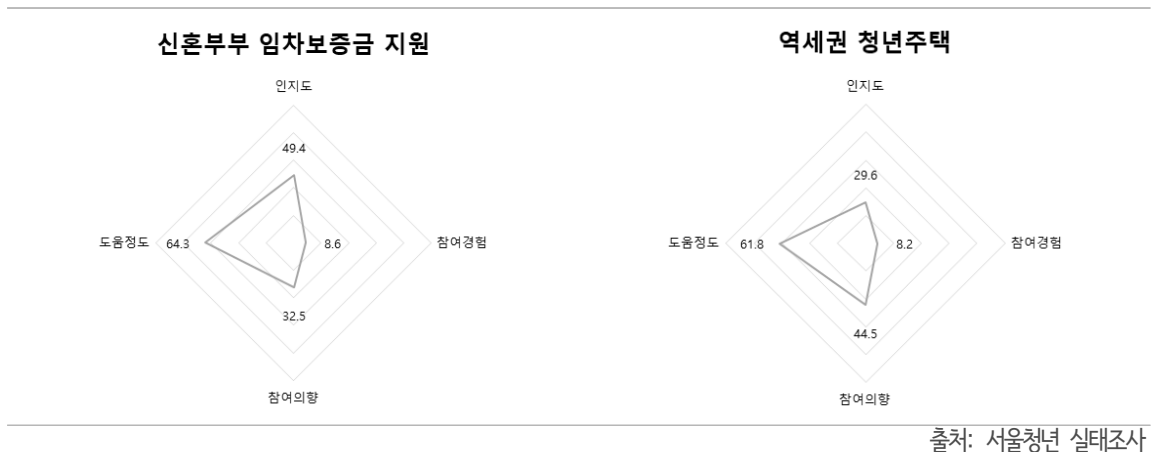 신혼부부 임차보증금 지원
인지도
49.4
도움정도
64.3
8.6
참여경험
32.5
참여의향
역세권 청년주택
인지도
29.6
도움정도
61.8
8.2
참여경험
44.5
참여의향
출처: 서울청년 실태조사